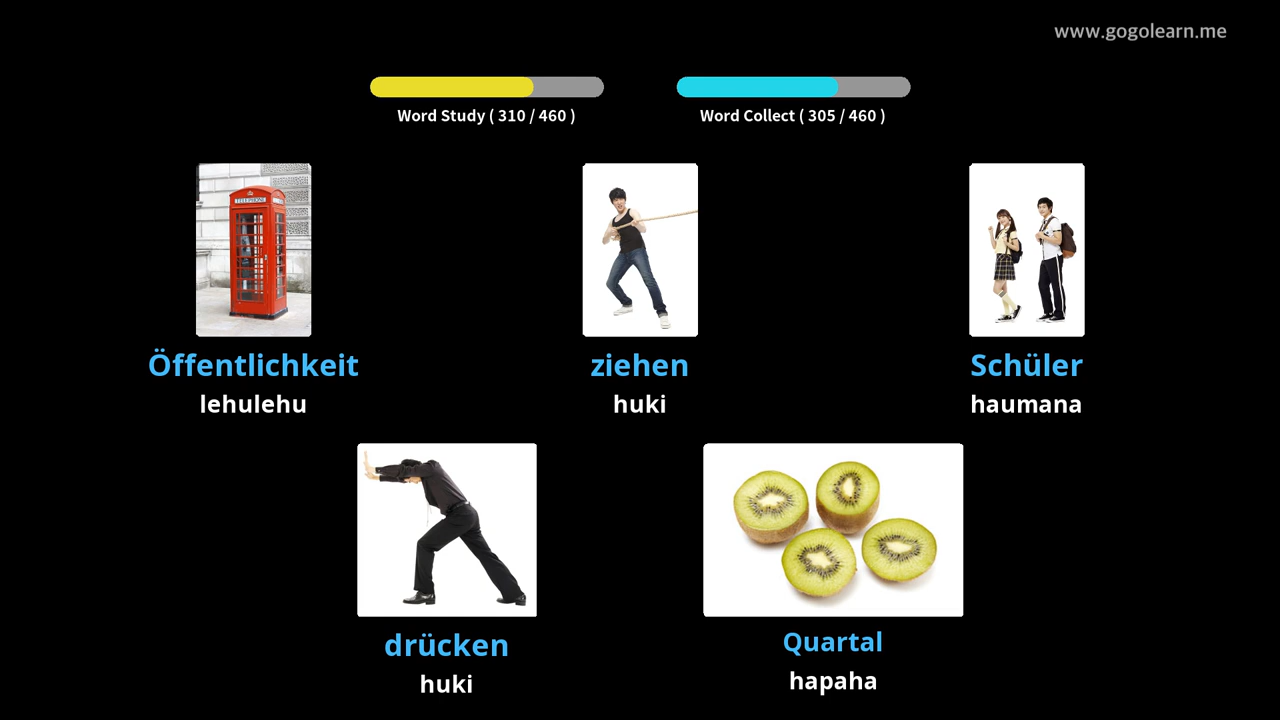 www.gogolearn.me
Word Study ( 310 / 460 )
Word Collect ( 305 / 460 )
TELEPHONE
Öffentlichkeit
lehulehu
ziehen
huki
Schüler
haumana
drücken
huki
Quartal
hapaha